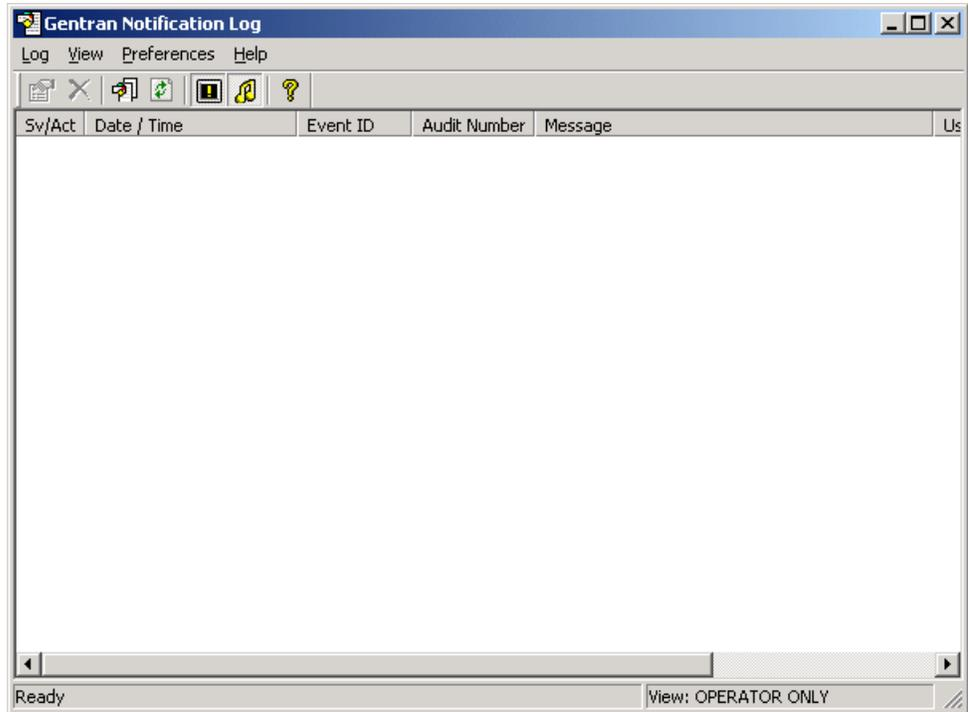 Gentran Notification Log
Log View Preferences Help
Sv/Act Date / Time Event ID Audit Number Message Us
Ready View: OPERATOR ONLY